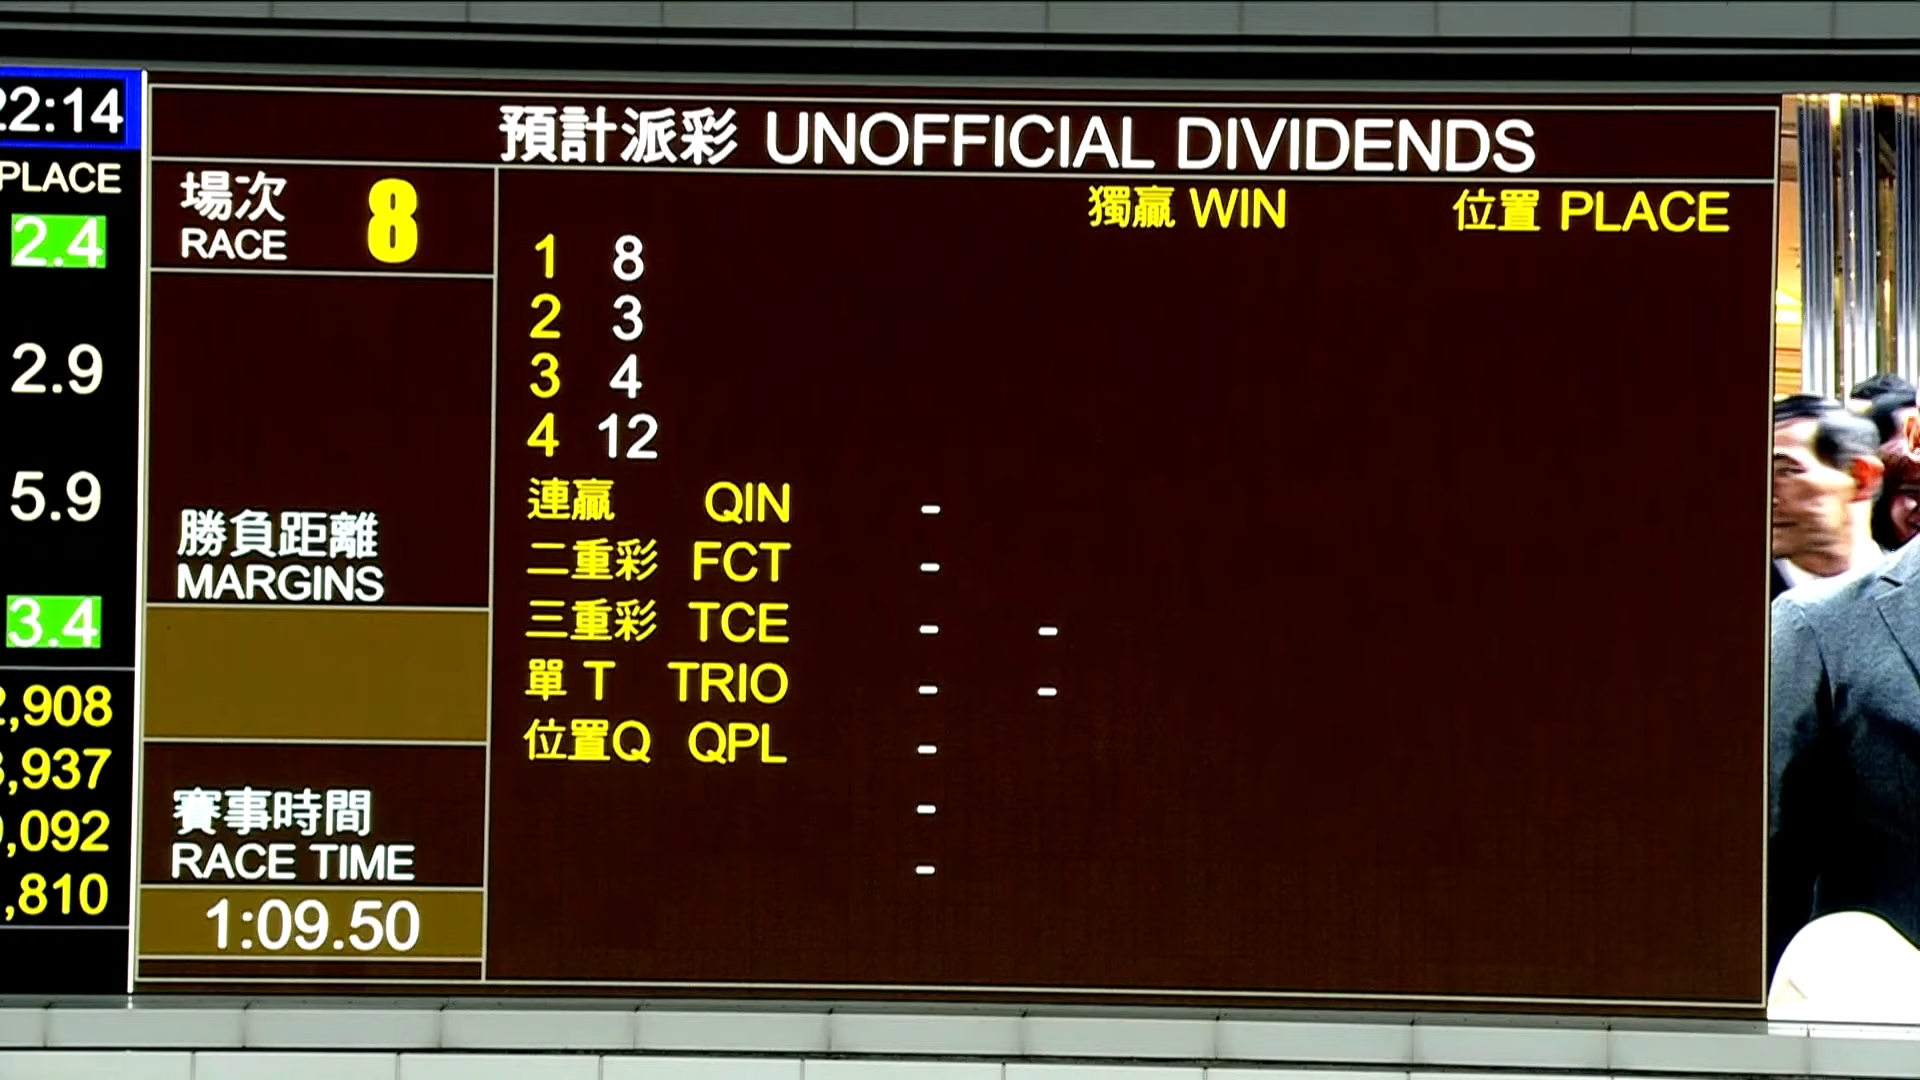 22:14
PLACE
2.4
2.9
5.9
3.4
2,908
3,937
,092
,810
預計派彩 UNOFFICIAL DIVIDENDS
場次
RACE 8
獨贏 WIN 位置 PLACE
1 8
2 3
3 4
4 12
連贏 QIN -
二重彩 FCT -
三重彩 TCE - -
單T TRIO - -
位置Q QPL -
-
-
勝負距離
MARGINS
賽事時間
RACE TIME
1:09.50